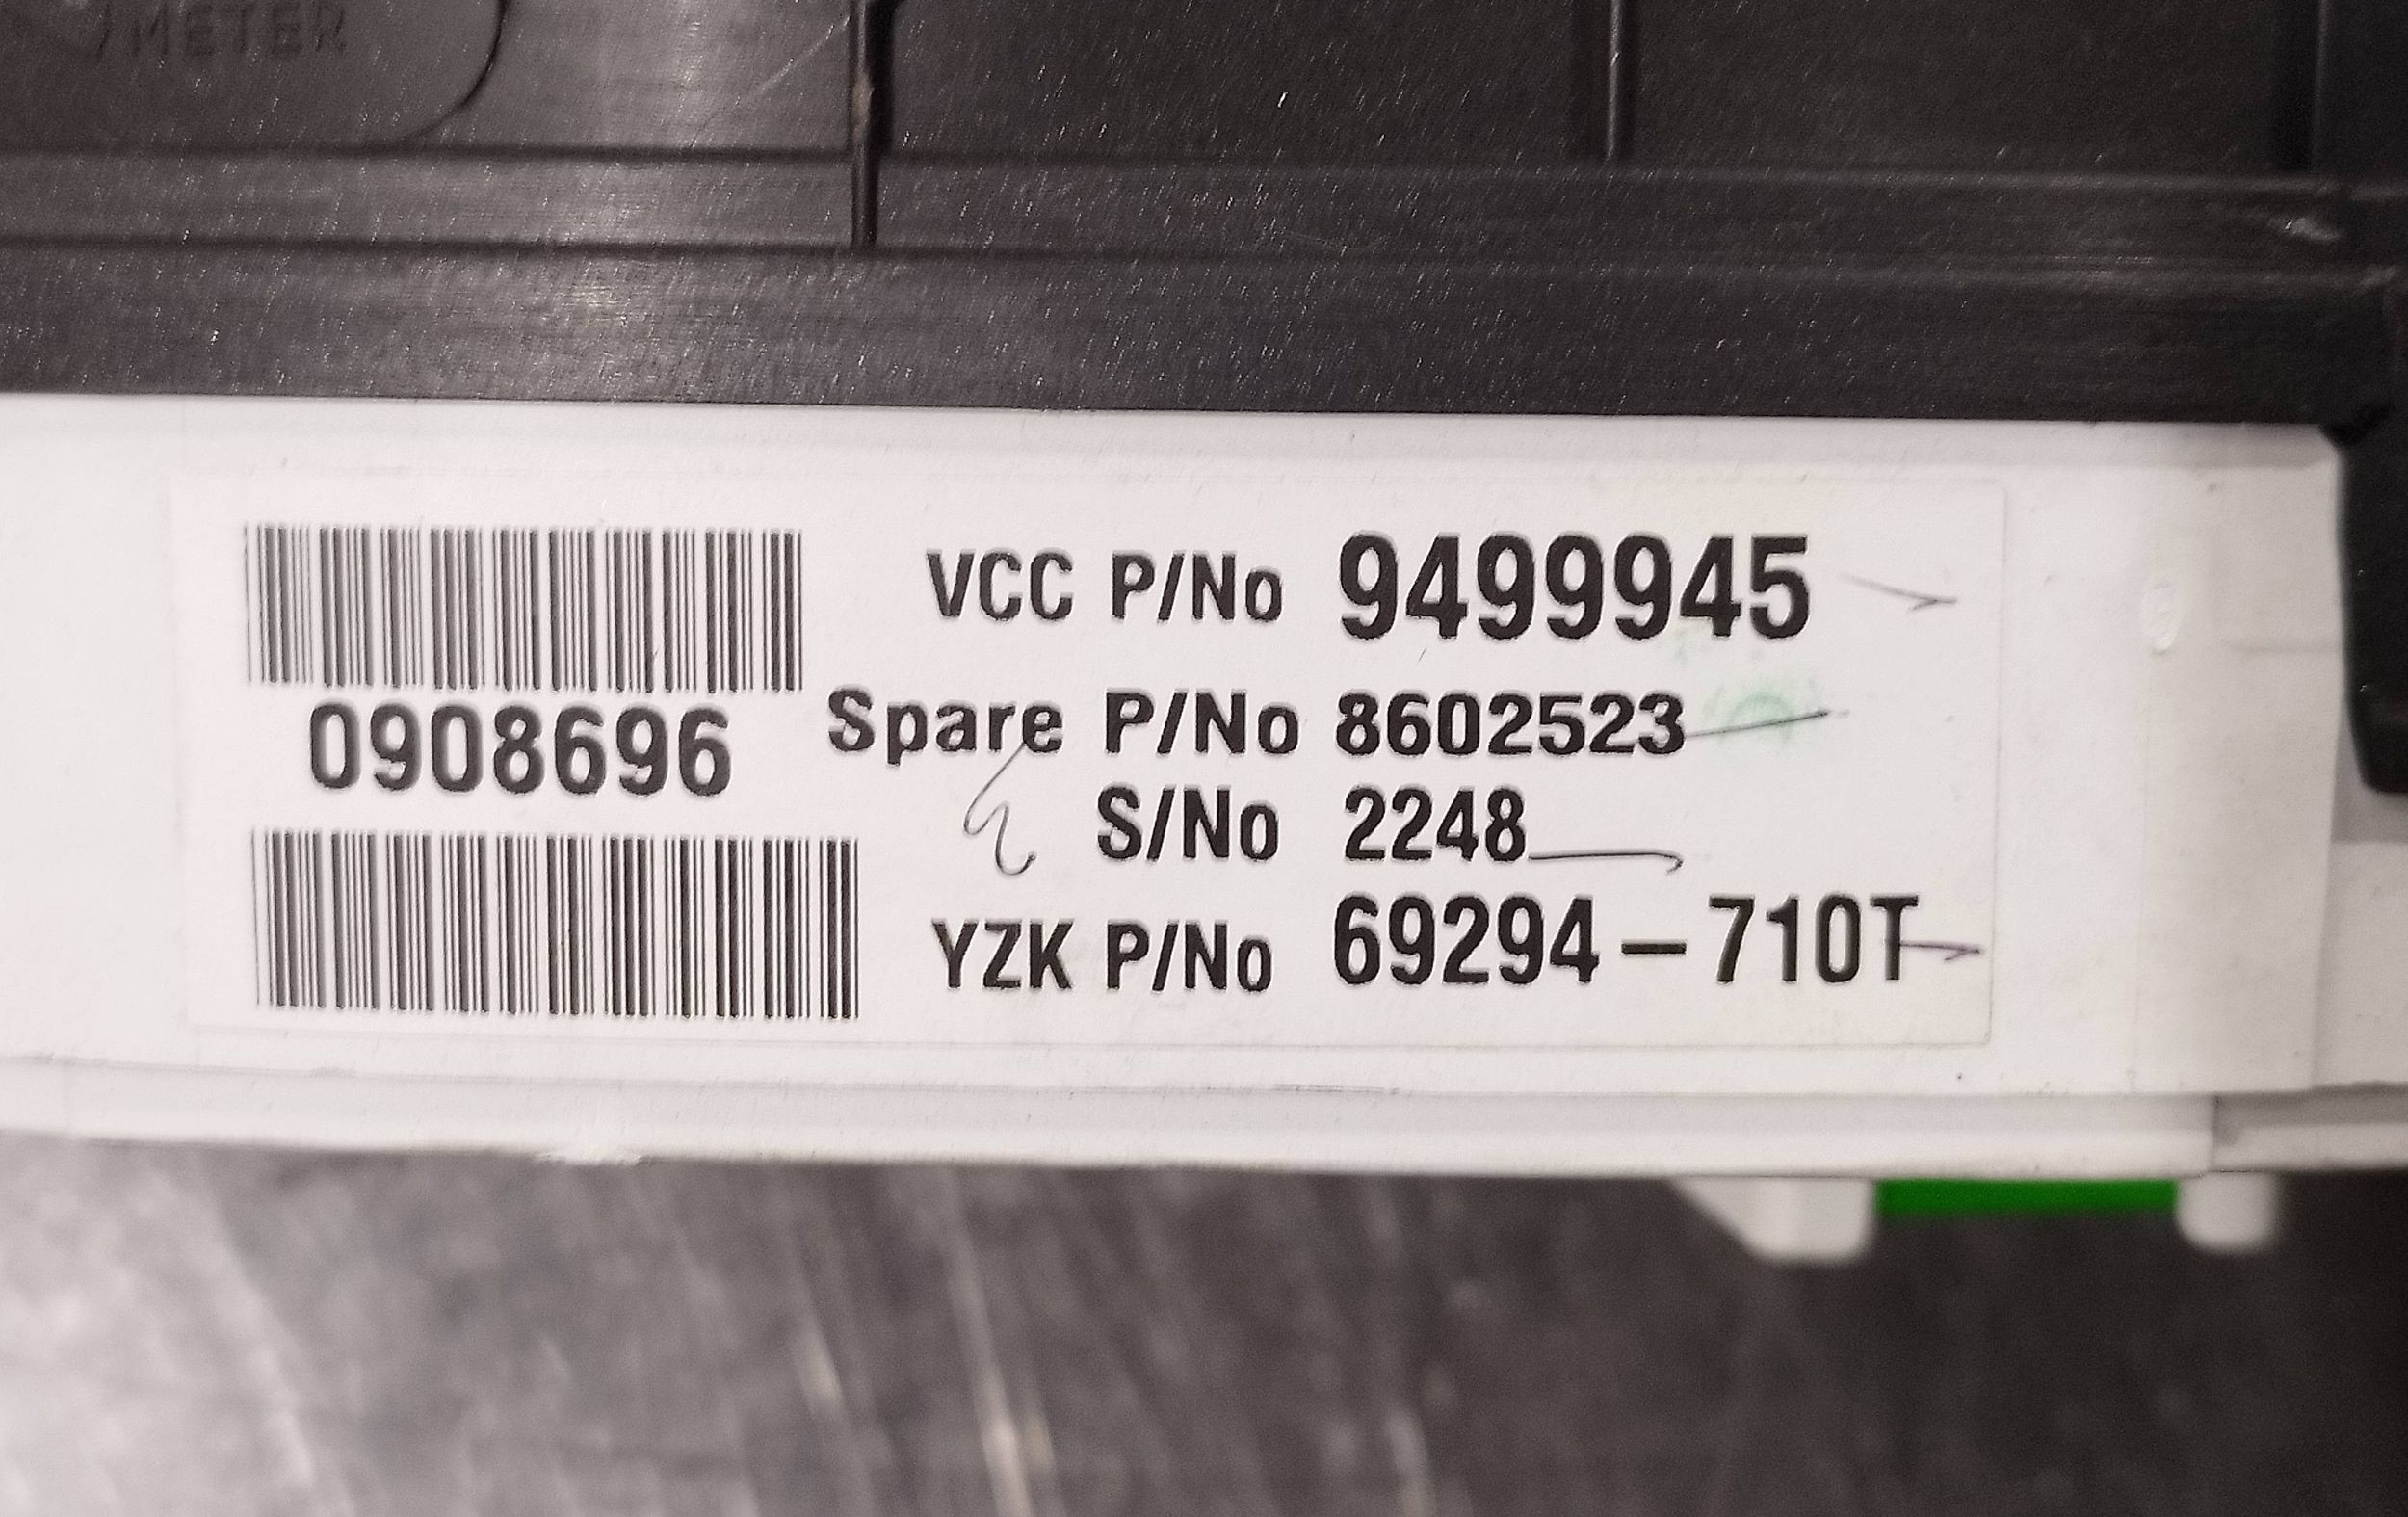 METER
VCC P/No 9499945
0908696
Spare P/No 8602523
S/No 2248
YZK P/No 69294-710T